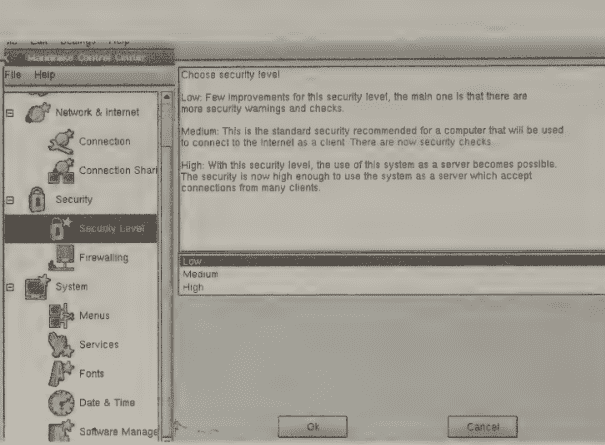 Mandrake Control Center
File Help
Network & Internet
Connection
Connection Shari
Security
Security Level
Firewalling
System
Menus
Services
Fonts
Date & Time
Software Manage
Choose security level
Low: Few improvements for this security level, the main one is that there are
more security warnings and checks.
Medium: This is the standard security recommended for a computer that will be used
to connect to the Internet as a client. There are now security checks.
High: With this security level, the use of this system as a server becomes possible.
The security is now high enough to use the system as a server which accept
connections from many clients.
Low
Medium
High
Ok
Cancel